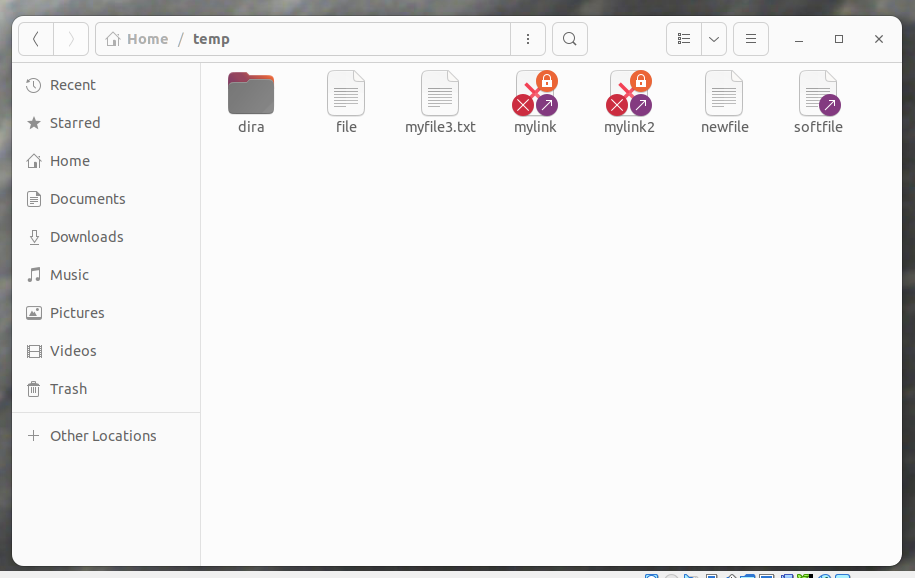 Home / temp
Recent
Starred
Home
Documents
Downloads
Music
Pictures
Videos
Trash
Other Locations
dira
file
myfile3.txt
mylink
mylink2
newfile
softfile